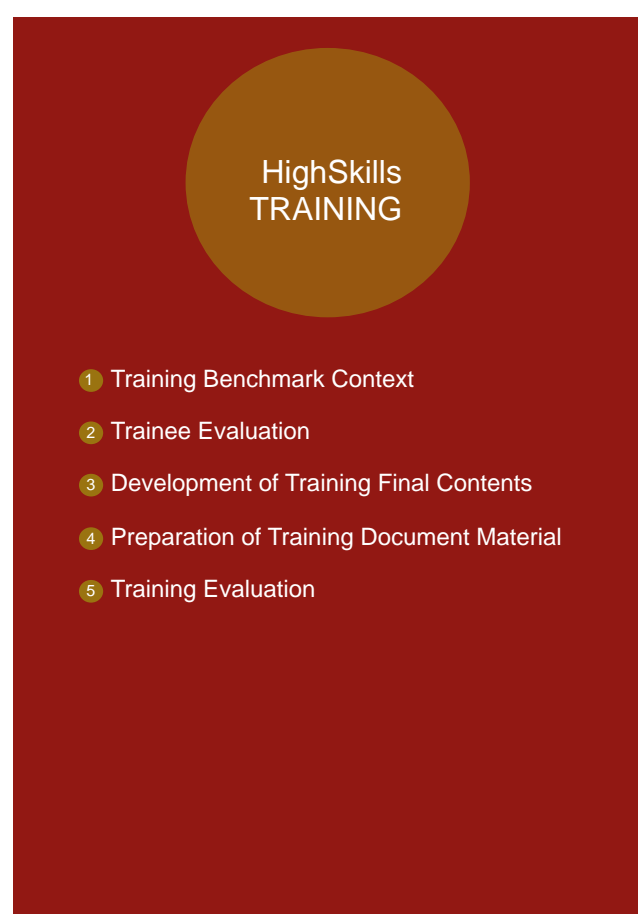 HighSkills
TRAINING
1 Training Benchmark Context
2 Trainee Evaluation
3 Development of Training Final Contents
4 Preparation of Training Document Material
5 Training Evaluation